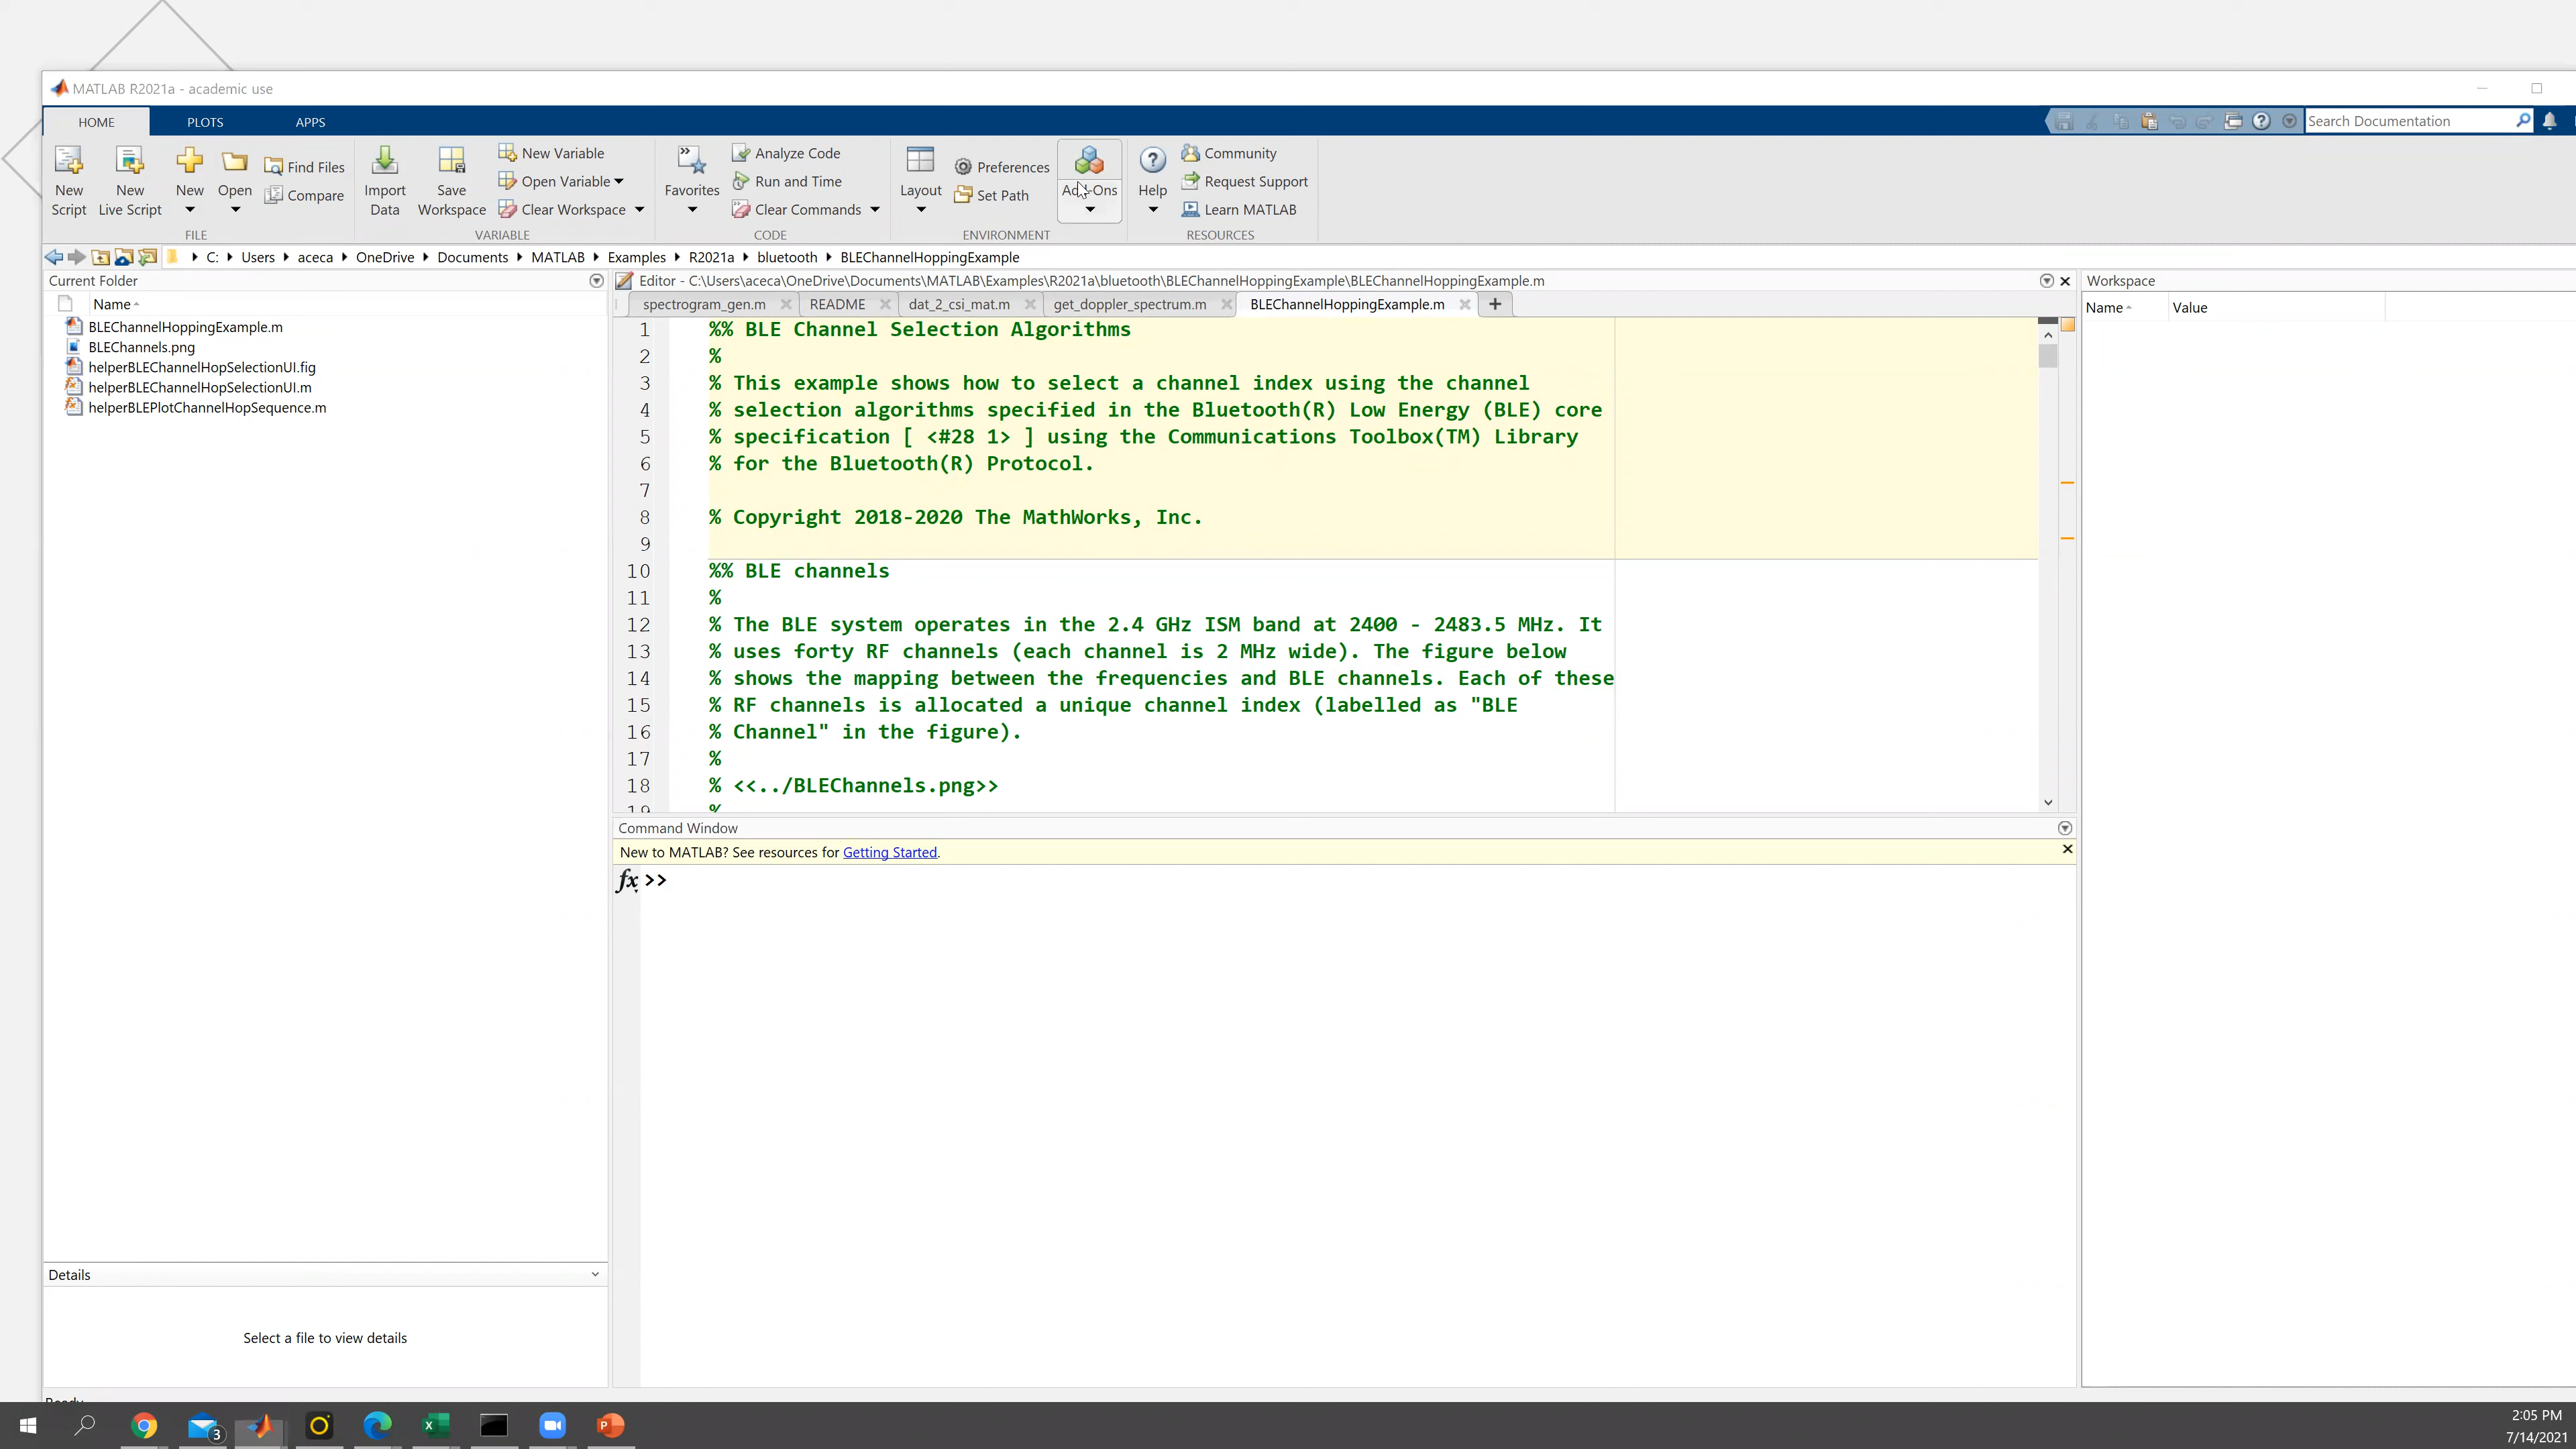 MATLAB R2021a - academic use
HOME PLOTS APPS
Search Documentation
New Script
New Live Script
New
Open
Find Files
Compare
FILE
Import Data
Save Workspace
New Variable
Open Variable
Clear Workspace
VARIABLE
Favorites
Analyze Code
Run and Time
Clear Commands
CODE
Layout
Preferences
Set Path
Add-Ons
ENVIRONMENT
Help
Community
Request Support
Learn MATLAB
RESOURCES
C: Users aceca OneDrive Documents MATLAB Examples R2021a bluetooth BLEChannelHoppingExample
Current Folder
Name
BLEChannelHoppingExample.m
BLEChannels.png
helperBLEChannelHopSelectionUI.fig
helperBLEChannelHopSelectionUI.m
helperBLEPlotChannelHopSequence.m
Details
Select a file to view details
Editor - C:\Users\aceca\OneDrive\Documents\MATLAB\Examples\R2021a\bluetooth\BLEChannelHoppingExample\BLEChannelHoppingExample.m
spectrogram_gen.m README dat_2_csi_mat.m get_doppler_spectrum.m BLEChannelHoppingExample.m
1 %% BLE Channel Selection Algorithms
2 %
3 % This example shows how to select a channel index using the channel
4 % selection algorithms specified in the Bluetooth(R) Low Energy (BLE) core
5 % specification [ <#28 1> ] using the Communications Toolbox(TM) Library
6 % for the Bluetooth(R) Protocol.
7
8 % Copyright 2018-2020 The MathWorks, Inc.
9
10 %% BLE channels
11 %
12 % The BLE system operates in the 2.4 GHz ISM band at 2400 - 2483.5 MHz. It
13 % uses forty RF channels (each channel is 2 MHz wide). The figure below
14 % shows the mapping between the frequencies and BLE channels. Each of these
15 % RF channels is allocated a unique channel index (labelled as "BLE
16 % Channel" in the figure).
17 %
18 % <<../BLEChannels.png>>
19 %
Command Window
New to MATLAB? See resources for Getting Started.
fx >>
Workspace
Name Value
Ready
3
2:05 PM
7/14/2021